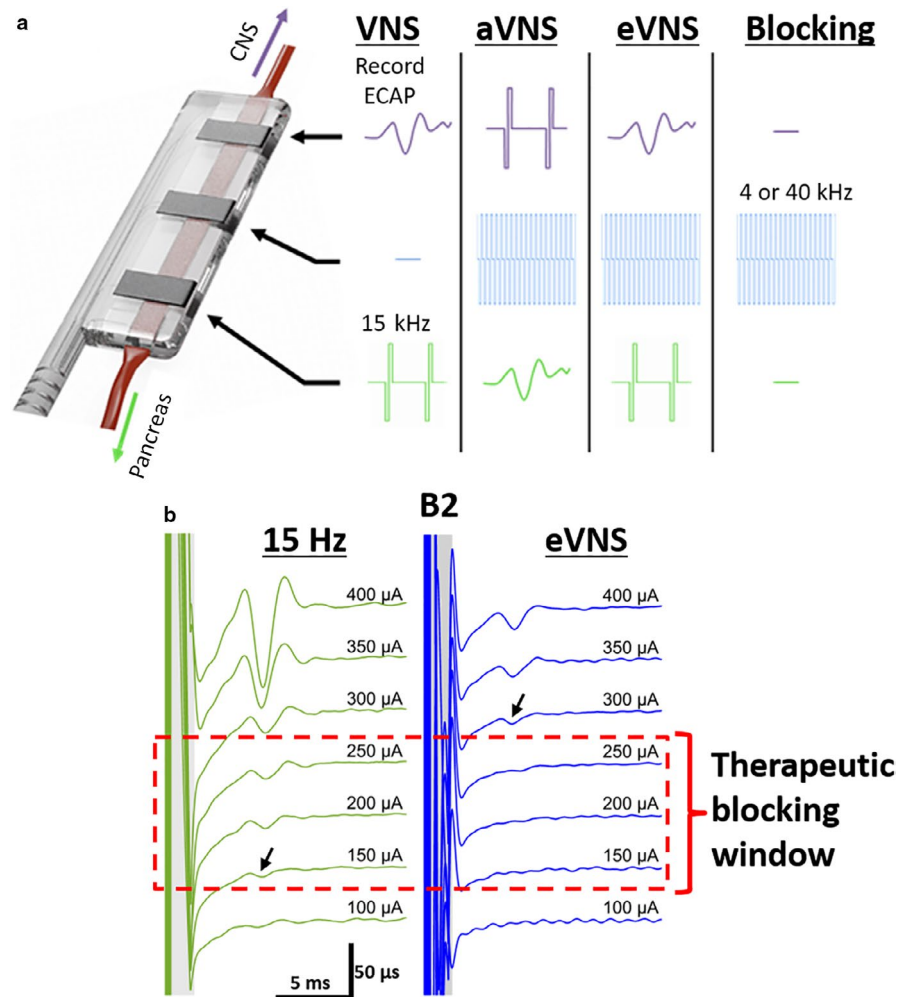 a
CNS
Pancreas
VNS aVNS eVNS Blocking
Record
ECAP
4 or 40 kHz
15 kHz
b
B2
15 Hz eVNS
400 µA 400 µA
350 µA 350 µA
300 µA 300 µA
250 µA 250 µA
200 µA 200 µA
150 µA 150 µA
100 µA 100 µA
Therapeutic
blocking
window
5 ms
50 µs